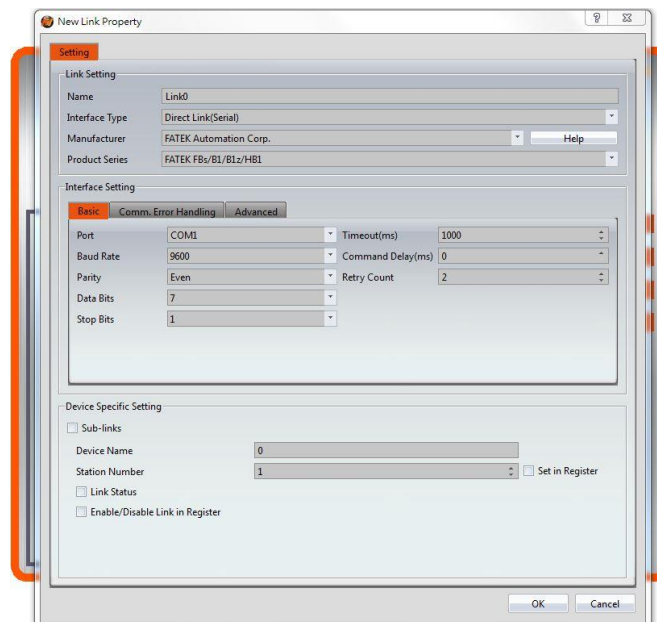 New Link Property
Setting
Link Setting
Name Link0
Interface Type Direct Link(Serial)
Manufacturer FATEK Automation Corp. Help
Product Series FATEK FBs/B1/B1z/HB1
Interface Setting
Basic Comm. Error Handling Advanced
Port COM1 Timeout(ms) 1000
Baud Rate 9600 Command Delay(ms) 0
Parity Even Retry Count 2
Data Bits 7
Stop Bits 1
Device Specific Setting
Sub-links
Device Name 0
Station Number 1 Set in Register
Link Status
Enable/Disable Link in Register
OK Cancel